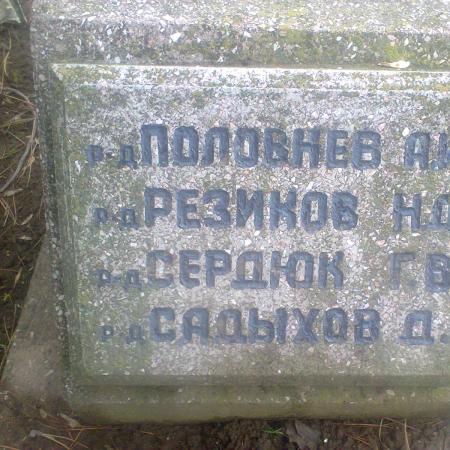 р-д ПОЛОВНЕВ А.
р-д РЕЗИКОВ Н.
р-д СЕРДЮК Г.В
р-д САДЫХОВ Д.